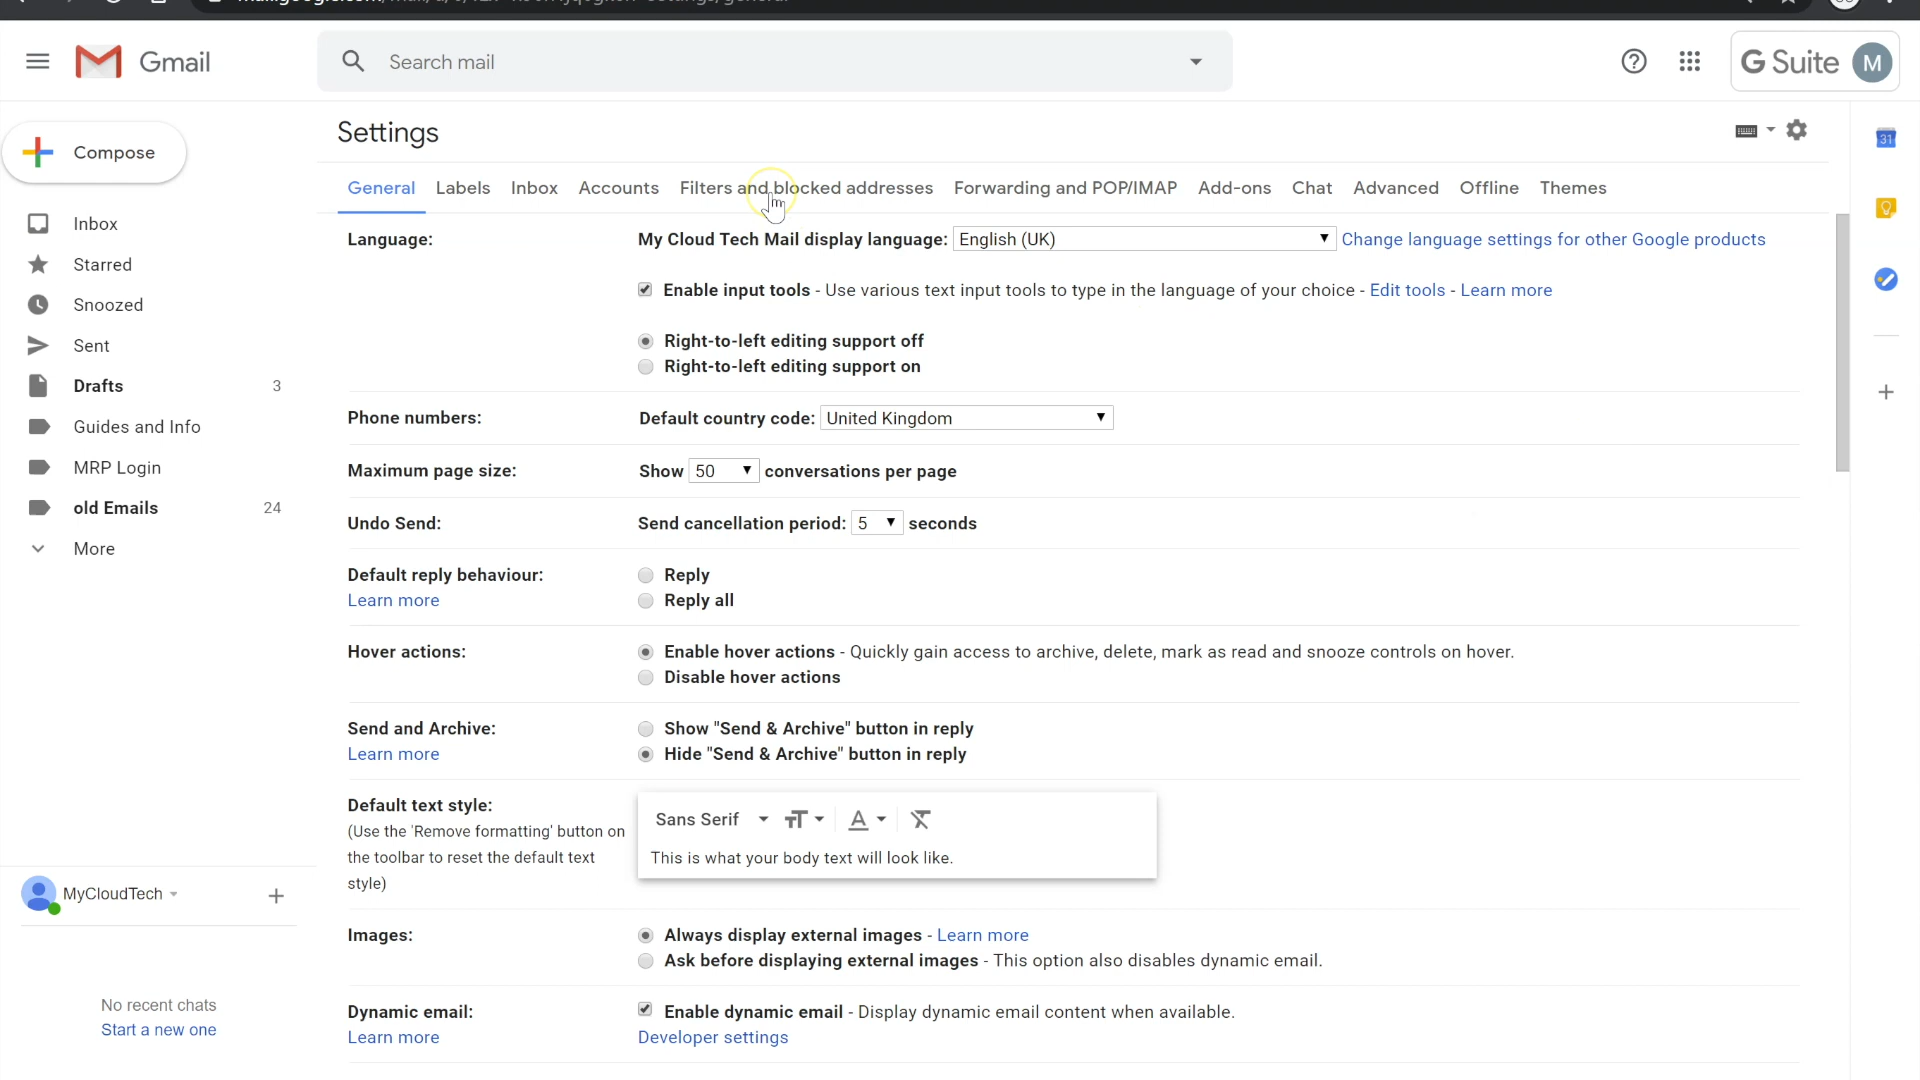 Gmail
Search mail
G Suite M
Compose
Inbox
Starred
Snoozed
Sent
Drafts 3
Guides and Info
MRP Login
old Emails 24
More
MyCloudTech
No recent chats
Start a new one
Settings
General Labels Inbox Accounts Filters and blocked addresses Forwarding and POP/IMAP Add-ons Chat Advanced Offline Themes
Language: My Cloud Tech Mail display language: English (UK) Change language settings for other Google products
Enable input tools - Use various text input tools to type in the language of your choice - Edit tools - Learn more
Right-to-left editing support off
Right-to-left editing support on
Phone numbers: Default country code: United Kingdom
Maximum page size: Show 50 conversations per page
Undo Send: Send cancellation period: 5 seconds
Default reply behaviour: Reply
Learn more Reply all
Hover actions: Enable hover actions - Quickly gain access to archive, delete, mark as read and snooze controls on hover.
Disable hover actions
Send and Archive: Show "Send & Archive" button in reply
Learn more Hide "Send & Archive" button in reply
Default text style: Sans Serif
(Use the 'Remove formatting' button on
the toolbar to reset the default text
style)
This is what your body text will look like.
Images: Always display external images - Learn more
Ask before displaying external images - This option also disables dynamic email.
Dynamic email: Enable dynamic email - Display dynamic email content when available.
Learn more Developer settings
31